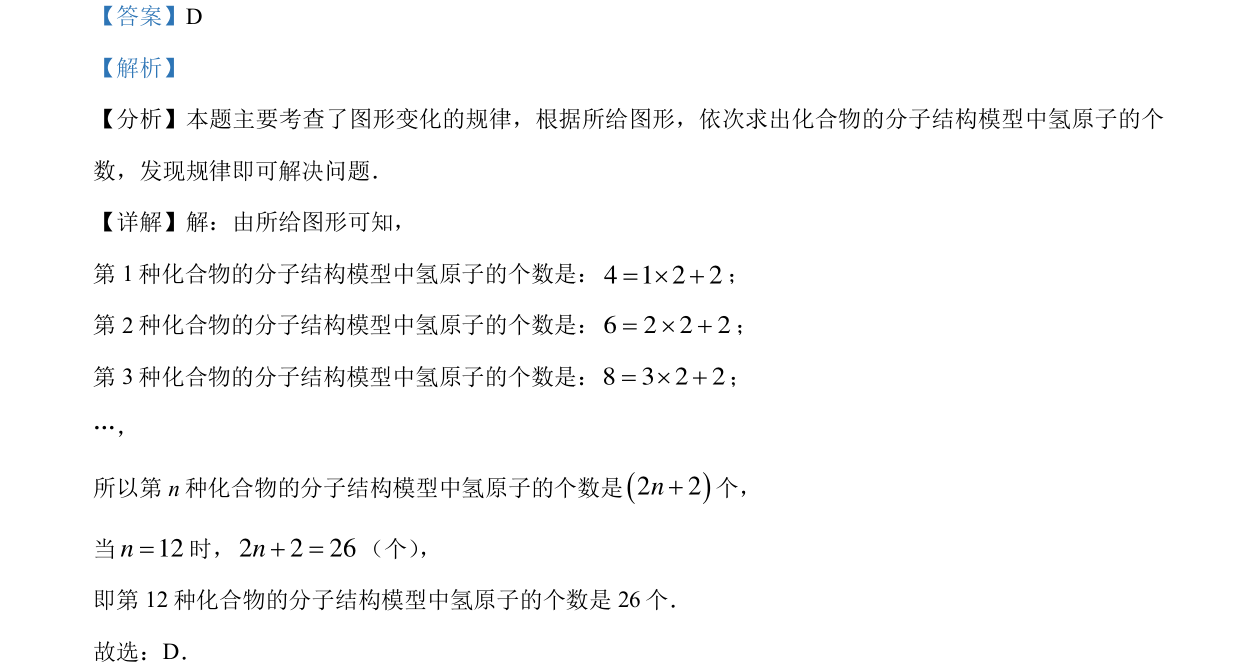 【答案】D
【解析】
【分析】本题主要考查了图形变化的规律，根据所给图形，依次求出化合物的分子结构模型中氢原子的个
数，发现规律即可解决问题．
【详解】解：由所给图形可知，
第 1 种化合物的分子结构模型中氢原子的个数是：4＝1×2＋2；
第 2 种化合物的分子结构模型中氢原子的个数是：6＝2×2＋2；
第 3 种化合物的分子结构模型中氢原子的个数是：8＝3×2＋2；
…，
所以第 n 种化合物的分子结构模型中氢原子的个数是(2n＋2)个，
当n＝12时，2n＋2＝26（个），
即第 12 种化合物的分子结构模型中氢原子的个数是 26 个．
故选：D．